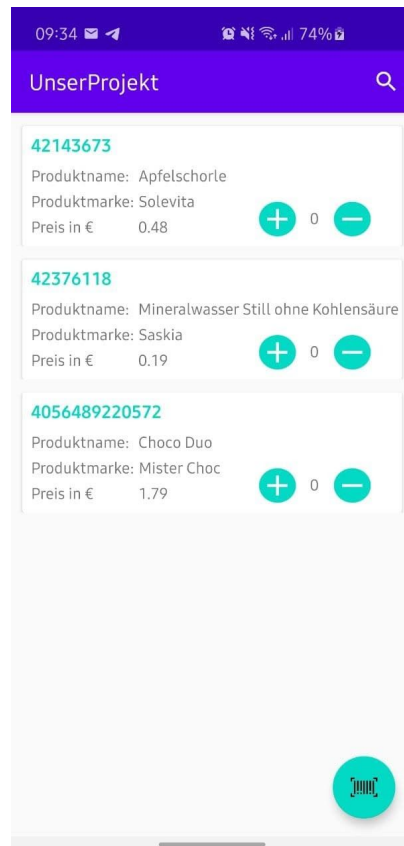 09:34 74%
UnserProjekt
42143673
Produktname: Apfelschorle
Produktmarke: Solevita
Preis in € 0.48 0
42376118
Produktname: Mineralwasser Still ohne Kohlensäure
Produktmarke: Saskia
Preis in € 0.19 0
4056489220572
Produktname: Choco Duo
Produktmarke: Mister Choc
Preis in € 1.79 0